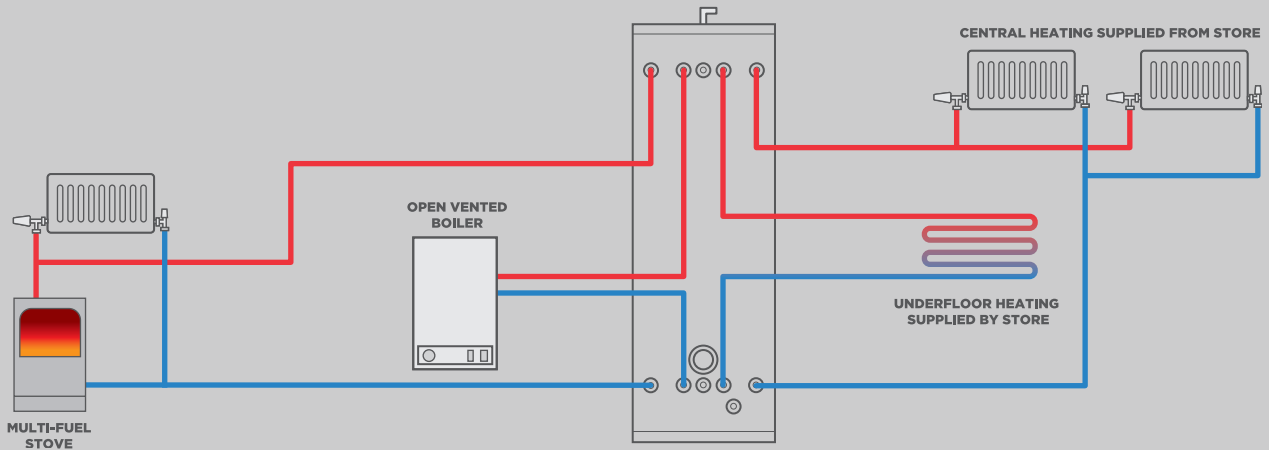 CENTRAL HEATING SUPPLIED FROM STORE
OPEN VENTED
BOILER
UNDERFLOOR HEATING
SUPPLIED BY STORE
MULTI-FUEL
STOVE